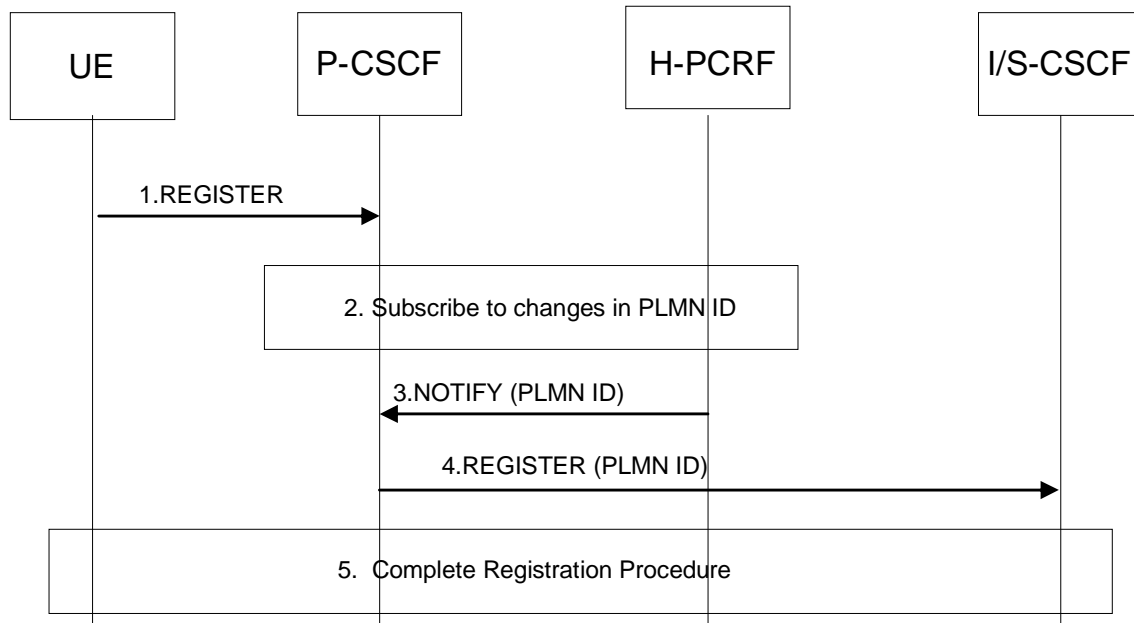 UE
P-CSCF
H-PCRF
I/S-CSCF
1.REGISTER
2. Subscribe to changes in PLMN ID
3.NOTIFY (PLMN ID)
4.REGISTER (PLMN ID)
5. Complete Registration Procedure